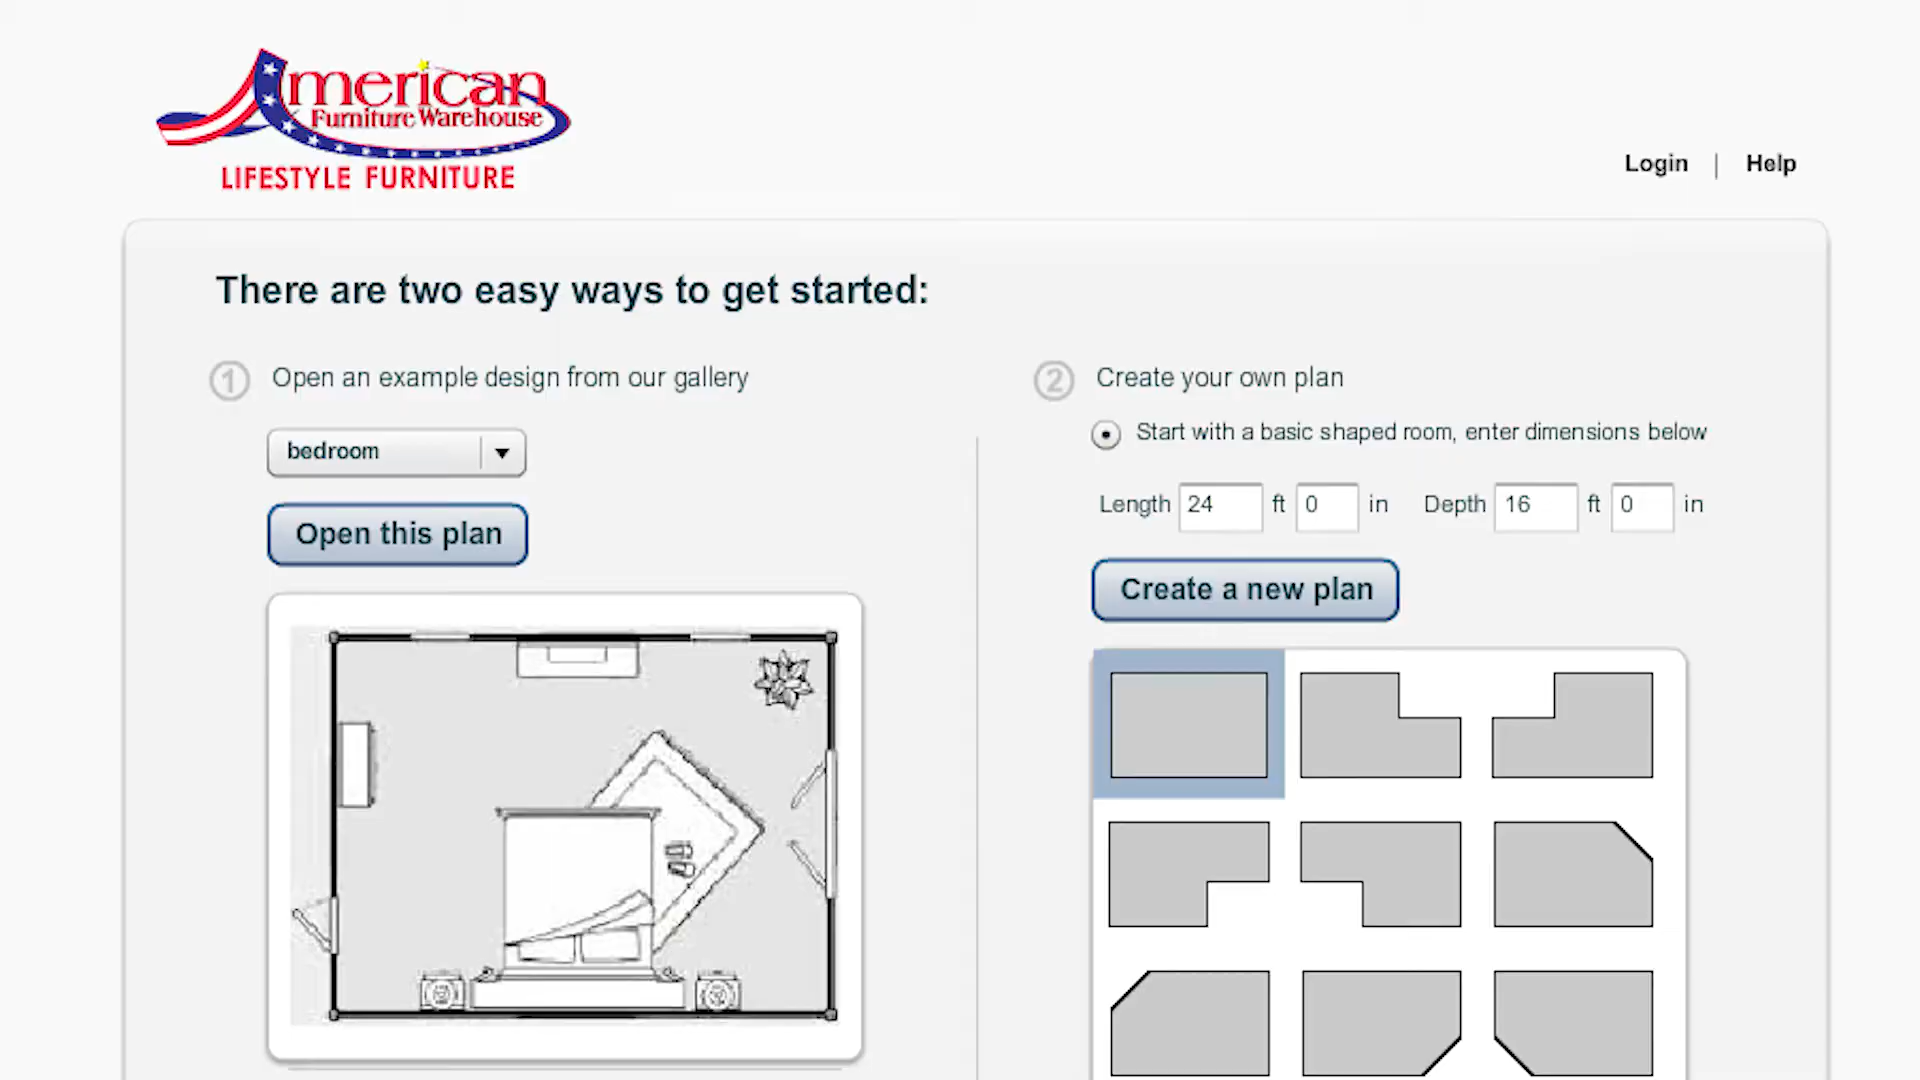 American
Furniture Warehouse
LIFESTYLE FURNITURE
Login | Help
There are two easy ways to get started:
1 Open an example design from our gallery
bedroom
Open this plan
2 Create your own plan
Start with a basic shaped room, enter dimensions below
Length 24 ft 0 in Depth 16 ft 0 in
Create a new plan